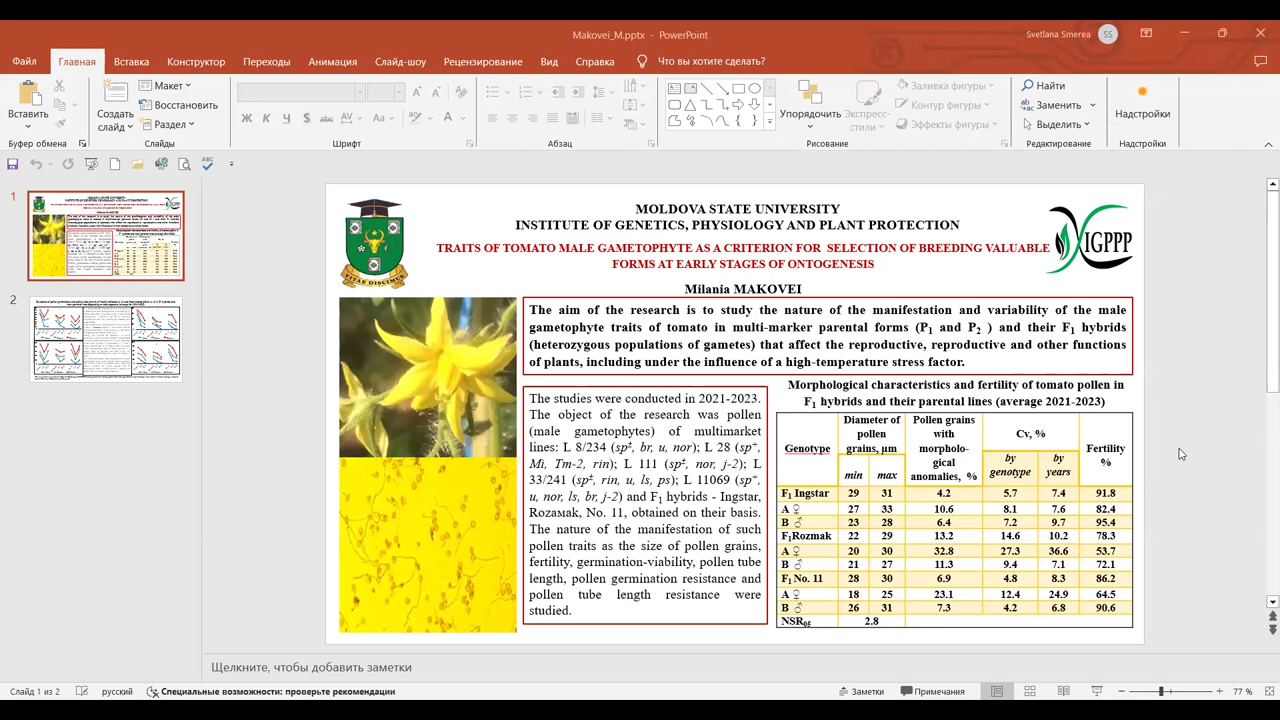 Makovei_M.pptx - PowerPoint
Svetlana Smerea SS
Файл Главная Вставка Конструктор Переходы Анимация Слайд-шоу Рецензирование Вид Справка Что вы хотите сделать?
Вставить
Буфер обмена
Создать слайд
Макет
Восстановить
Раздел
Слайды
Ж К Ч S abc AV Aa А
Шрифт
Абзац
Упорядочить
Экспресс-стили
Заливка фигуры
Контур фигуры
Эффекты фигуры
Рисование
Найти
Заменить
Выделить
Редактирование
Надстройки
Надстройки
1
2
MOLDOVA STATE UNIVERSITY
INSTITUTE OF GENETICS, PHYSIOLOGY AND PLANT PROTECTION
TRAITS OF TOMATO MALE GAMETOPHYTE AS A CRITERION FOR SELECTION OF BREEDING VALUABLE
FORMS AT EARLY STAGES OF ONTOGENESIS
Milania MAKOVEI
IGPPP
The aim of the research is to study the nature of the manifestation and variability of the male
gametophyte traits of tomato in multi-marker parental forms (P1 and P2 ) and their F1 hybrids
(heterozygous populations of gametes) that affect the reproductive, reproductive and other functions
of plants, including under the influence of a high-temperature stress factor.
The studies were conducted in 2021-2023.
The object of the research was pollen
(male gametophytes) of multimarket
lines: L 8/234 (sp±, br, u, nor); L 28 (sp+,
Mi, Tm-2, rin); L 111 (sp±, nor, j-2); L
33/241 (sp±, rin, u, ls, ps); L 11069 (sp+,
u, nor, ls, br, j-2) and F1 hybrids - Ingstar,
Rozмak, No. 11, obtained on their basis.
The nature of the manifestation of such
pollen traits as the size of pollen grains,
fertility, germination-viability, pollen tube
length, pollen germination resistance and
pollen tube length resistance were
studied.
Morphological characteristics and fertility of tomato pollen in
F1 hybrids and their parental lines (average 2021-2023)
Genotype Diameter of pollen grains, µm Pollen grains with morpholo-gical anomalies, % Cv, % Fertility %
min max by genotype by years
F1 Ingstar 29 31 4.2 5.7 7.4 91.8
A ♀ 27 33 10.6 8.1 7.6 82.4
B ♂ 23 28 6.4 7.2 9.7 95.4
F1Rozmak 22 29 13.2 14.6 10.2 78.3
A ♀ 20 30 32.8 27.3 36.6 53.7
B ♂ 21 27 11.3 9.4 7.1 72.1
F1 No. 11 28 30 6.9 4.8 8.3 86.2
A ♀ 18 25 23.1 12.4 24.9 64.5
B ♂ 26 31 7.3 4.2 6.8 90.6
NSR05 2.8
Щелкните, чтобы добавить заметки
Слайд 1 из 2 русский Специальные возможности: проверьте рекомендации Заметки Примечания 77 %